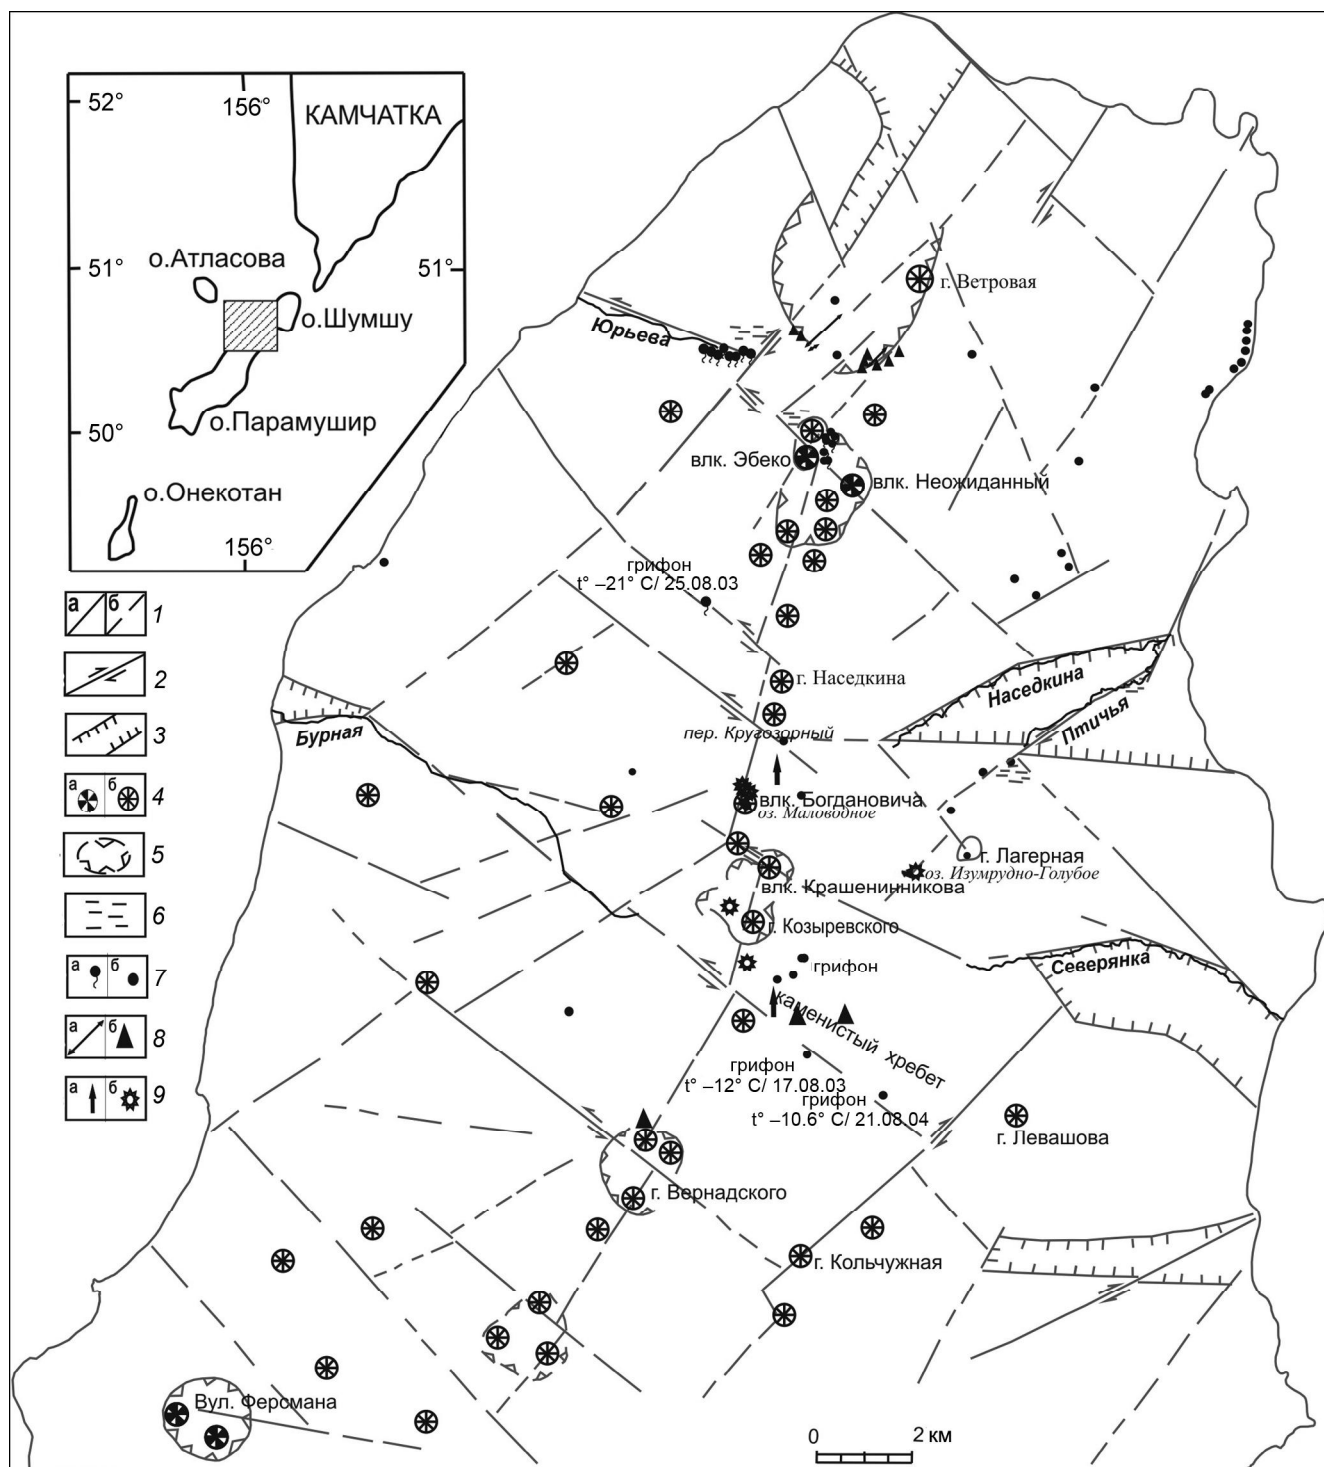 52°
156°
КАМЧАТКА
о.Атласова
51°
51°
о.Шумшу
о.Парамушир
50°
о.Онекотан
156°
а б 1
2
3
а б 4
5
6
а б 7
а б 8
а б 9
г. Ветровая
Юрьева
влк. Эбеко
влк. Неожиданный
грифон
t° –21° C/ 25.08.03
г. Наседкина
Наседкина
Птичья
пер. Кругозорный
Бурная
влк. Богдановича
оз. Маловодное
г. Лагерная
оз. Изумрудно-Голубое
влк. Крашенинникова
г. Козыревского
Северянка
грифон
каменистый хребет
грифон
t° –12° C/ 17.08.03
грифон
t° –10.6° C/ 21.08.04
г. Левашова
г. Вернадского
г. Кольчужная
Вул. Ферсмана
0 2 км